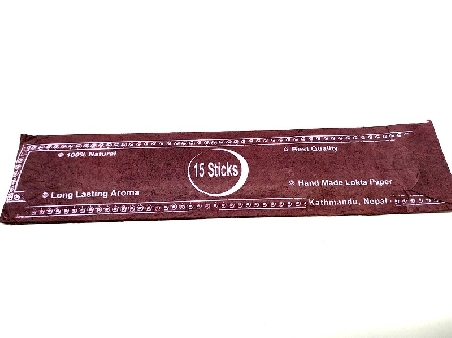 100% Natural
Best Quality
15 Sticks
Long Lasting Aroma
Hand Made Lokta Paper
Kathmandu, Nepal